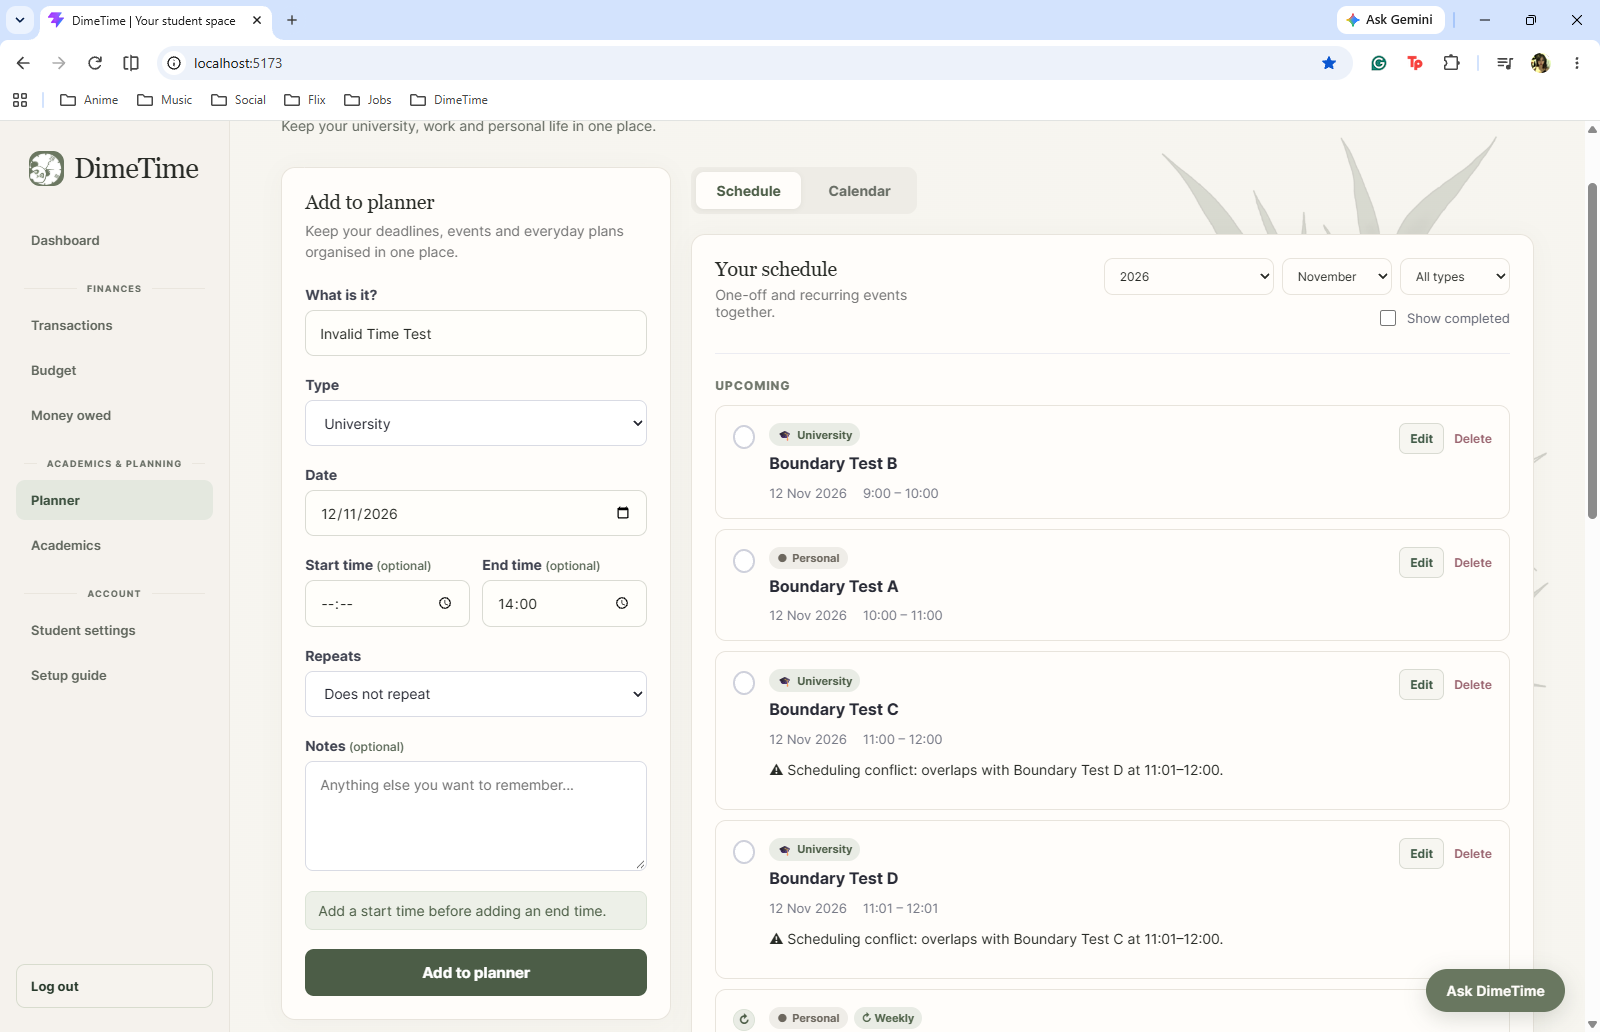 DimeTime | Your student space
Ask Gemini
localhost:5173
Anime
Music
Social
Flix
Jobs
DimeTime
DimeTime
Dashboard
FINANCES
Transactions
Budget
Money owed
ACADEMICS & PLANNING
Planner
Academics
ACCOUNT
Student settings
Setup guide
Log out
Keep your university, work and personal life in one place.
Add to planner
Keep your deadlines, events and everyday plans
organised in one place.
What is it?
Invalid Time Test
Type
University
Date
12/11/2026
Start time (optional)
End time (optional)
--:--
14:00
Repeats
Does not repeat
Notes (optional)
Anything else you want to remember...
Add a start time before adding an end time.
Add to planner
Schedule
Calendar
Your schedule
One-off and recurring events
together.
2026
November
All types
Show completed
UPCOMING
University
Boundary Test B
12 Nov 2026 9:00 – 10:00
Edit
Delete
Personal
Boundary Test A
12 Nov 2026 10:00 – 11:00
Edit
Delete
University
Boundary Test C
12 Nov 2026 11:00 – 12:00
⚠ Scheduling conflict: overlaps with Boundary Test D at 11:01–12:00.
Edit
Delete
University
Boundary Test D
12 Nov 2026 11:01 – 12:01
⚠ Scheduling conflict: overlaps with Boundary Test C at 11:01–12:00.
Edit
Delete
Personal
Weekly
Ask DimeTime